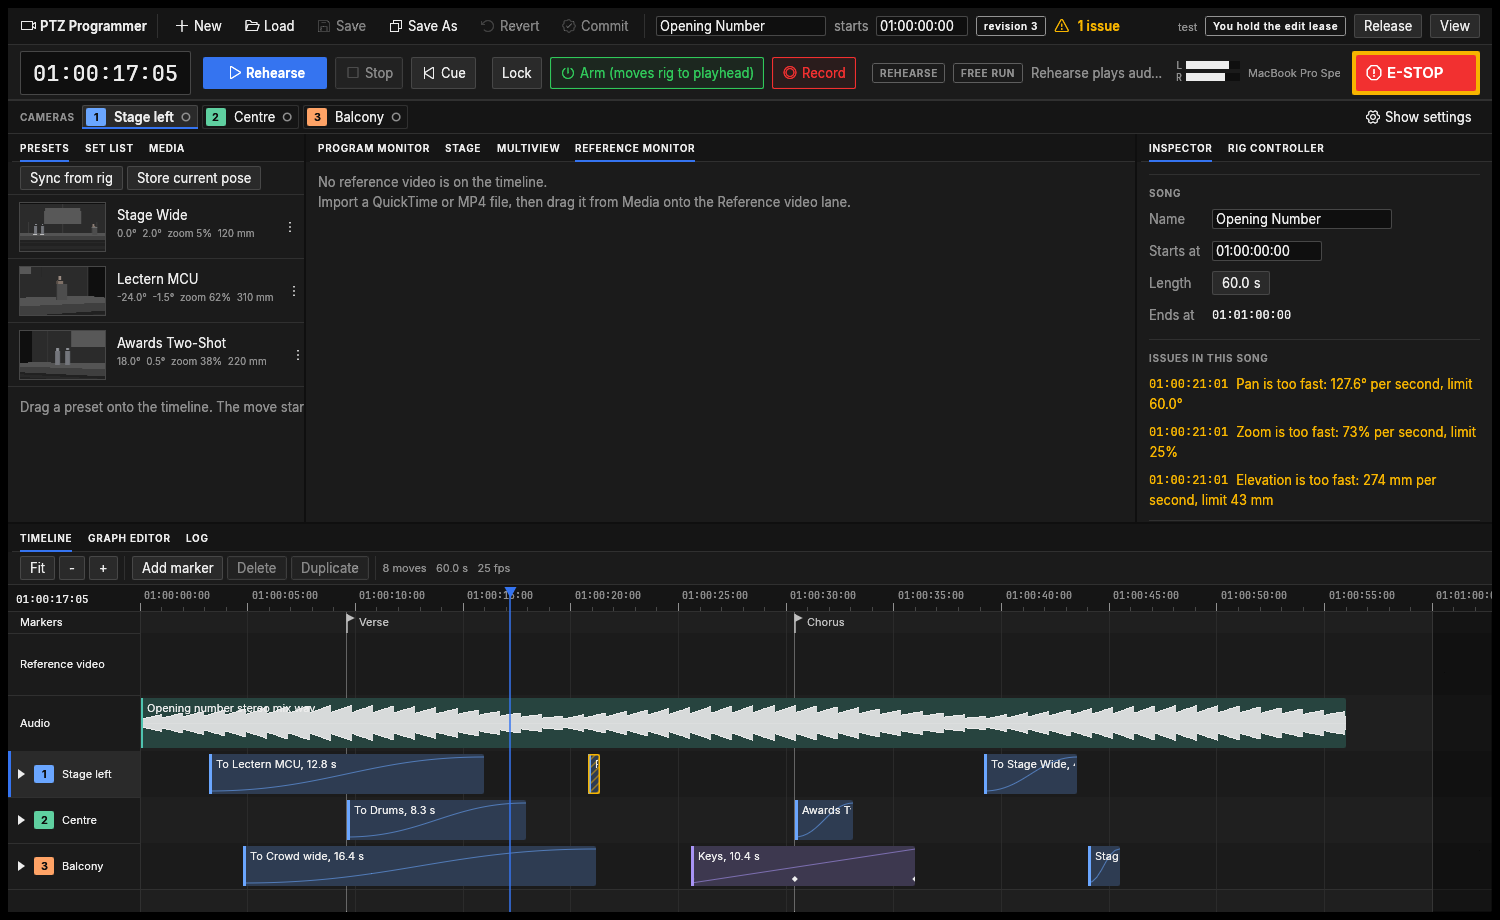 PTZ Programmer New Load Save Save As Revert Commit Opening Number starts 01:00:00:00 revision 3 1 issue test You hold the edit lease Release View
01:00:17:05 Rehearse Stop Cue Lock Arm (moves rig to playhead) Record REHEARSE FREE RUN Rehearse plays aud... L R MacBook Pro Spe E-STOP
CAMERAS 1 Stage left 2 Centre 3 Balcony Show settings
PRESETS SET LIST MEDIA
Sync from rig Store current pose
Stage Wide
0.0° 2.0° zoom 5% 120 mm
Lectern MCU
-24.0° -1.5° zoom 62% 310 mm
Awards Two-Shot
18.0° 0.5° zoom 38% 220 mm
Drag a preset onto the timeline. The move star
PROGRAM MONITOR STAGE MULTIVIEW REFERENCE MONITOR
No reference video is on the timeline.
Import a QuickTime or MP4 file, then drag it from Media onto the Reference video lane.
INSPECTOR RIG CONTROLLER
SONG
Name Opening Number
Starts at 01:00:00:00
Length 60.0 s
Ends at 01:01:00:00
ISSUES IN THIS SONG
01:00:21:01 Pan is too fast: 127.6° per second, limit
60.0°
01:00:21:01 Zoom is too fast: 73% per second, limit
25%
01:00:21:01 Elevation is too fast: 274 mm per
second, limit 43 mm
TIMELINE GRAPH EDITOR LOG
Fit - + Add marker Delete Duplicate 8 moves 60.0 s 25 fps
01:00:17:05 01:00:00:00 01:00:05:00 01:00:10:00 01:00:15:00 01:00:20:00 01:00:25:00 01:00:30:00 01:00:35:00 01:00:40:00 01:00:45:00 01:00:50:00 01:00:55:00 01:01:00:0
Markers Verse Chorus
Reference video
Opening number stereo mix.wav
Audio
1 Stage left To Lectern MCU, 12.8 s To Stage Wide,
2 Centre To Drums, 8.3 s Awards T
3 Balcony To Crowd wide, 16.4 s Keys, 10.4 s Stag